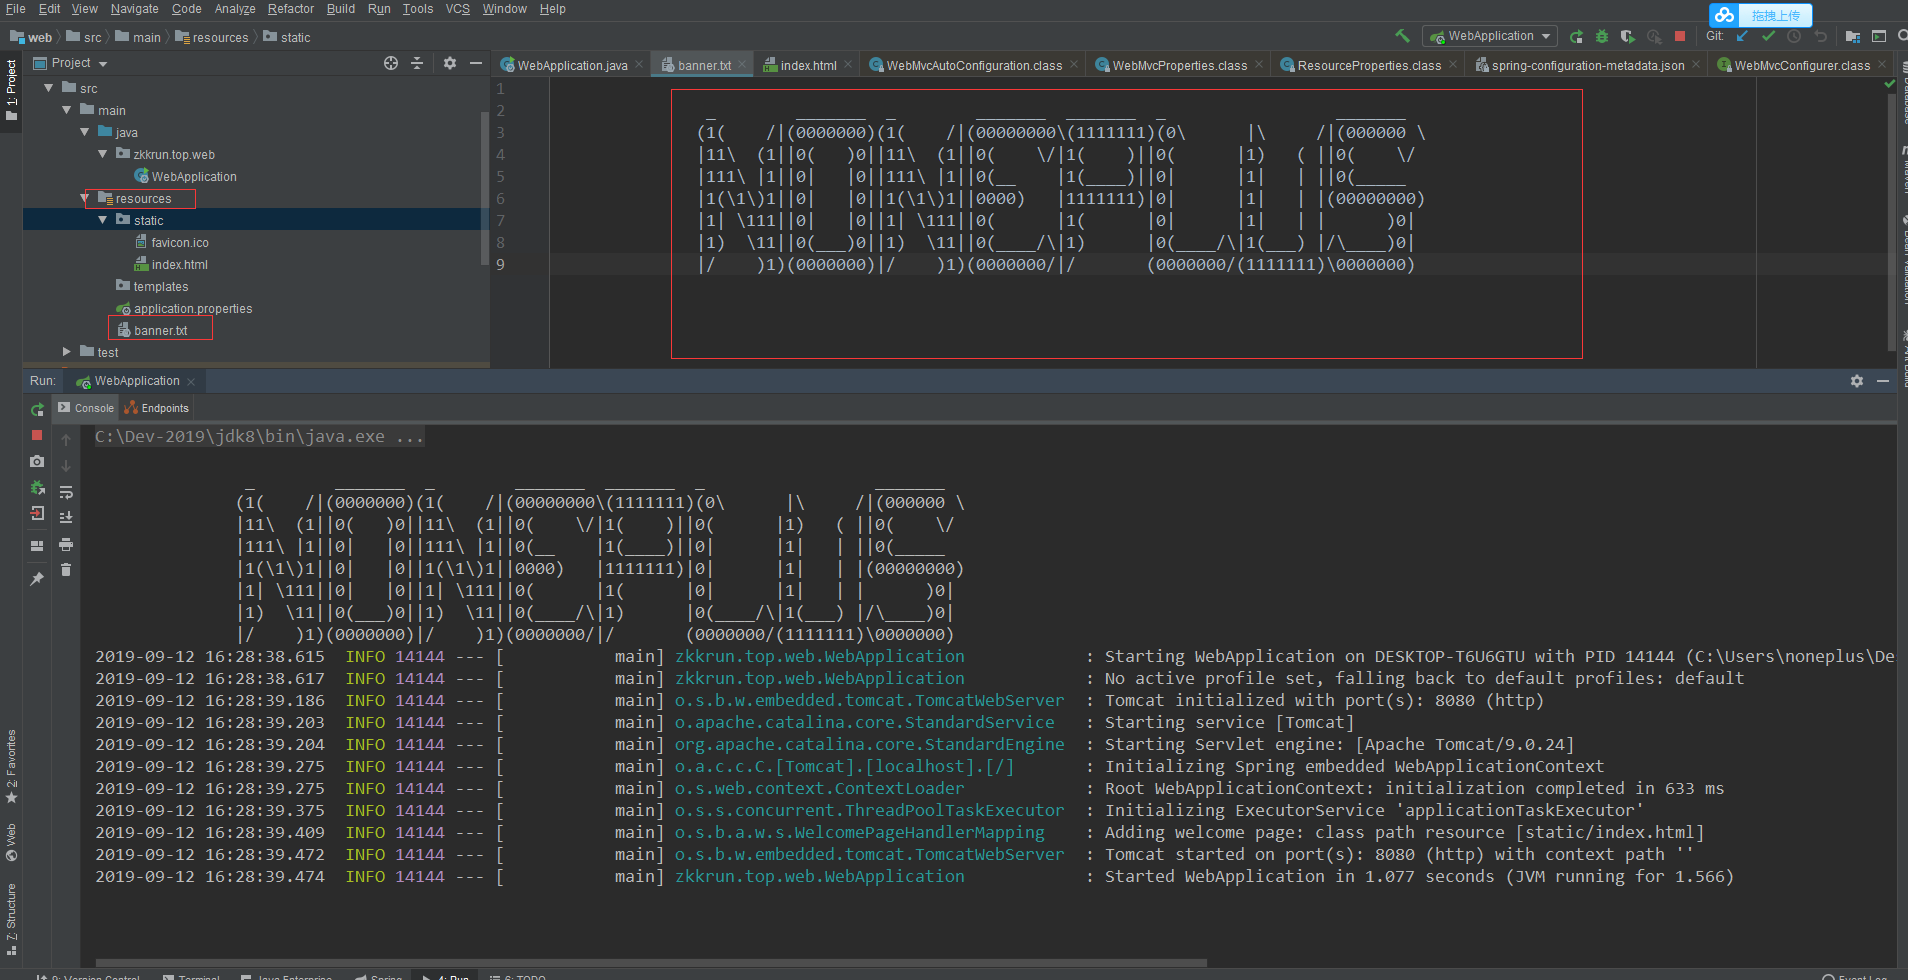 File Edit View Navigate Code Analyze Refactor Build Run Tools VCS Window Help
拖拽上传
web src main resources static
WebApplication Git:
Project
WebApplication.java banner.txt index.html WebMvcAutoConfiguration.class WebMvcProperties.class ResourceProperties.class spring-configuration-metadata.json WebMvcConfigurer.class
1: Project
src
main
java
zkkrun.top.web
WebApplication
resources
static
favicon.ico
index.html
templates
application.properties
banner.txt
test
1
2  _        _______  _        _______  _______  _                 _______
3 (1(    /|(0000000)(1(    /|(00000000\(1111111)(0\      |\     /|(000000 \
4 |11\  (1||0(   )0||11\  (1||0(    \/|1(    )||0(      |1)   ( ||0(    \/
5 |111\ |1||0|   |0||111\ |1||0(__    |1(____)||0|      |1|   | ||0(_____
6 |1(\1\)1||0|   |0||1(\1\)1||0000)   |1111111)|0|      |1|   | |(00000000)
7 |1| \111||0|   |0||1| \111||0(      |1(      |0|      |1|   | |      )0|
8 |1)  \11||0(___)0||1)  \11||0(____/\|1)      |0(____/\|1(___) |/\____)0|
9 |/    )1)(0000000)|/    )1)(0000000/|/       (0000000/(1111111)\0000000)
Run: WebApplication
Console Endpoints
C:\Dev-2019\jdk8\bin\java.exe ...
 _        _______  _        _______  _______  _                 _______
(1(    /|(0000000)(1(    /|(00000000\(1111111)(0\      |\     /|(000000 \
|11\  (1||0(   )0||11\  (1||0(    \/|1(    )||0(      |1)   ( ||0(    \/
|111\ |1||0|   |0||111\ |1||0(__    |1(____)||0|      |1|   | ||0(_____
|1(\1\)1||0|   |0||1(\1\)1||0000)   |1111111)|0|      |1|   | |(00000000)
|1| \111||0|   |0||1| \111||0(      |1(      |0|      |1|   | |      )0|
|1)  \11||0(___)0||1)  \11||0(____/\|1)      |0(____/\|1(___) |/\____)0|
|/    )1)(0000000)|/    )1)(0000000/|/       (0000000/(1111111)\0000000)
2019-09-12 16:28:38.615  INFO 14144 --- [           main] zkkrun.top.web.WebApplication            : Starting WebApplication on DESKTOP-T6U6GTU with PID 14144 (C:\Users\noneplus\De
2019-09-12 16:28:38.617  INFO 14144 --- [           main] zkkrun.top.web.WebApplication            : No active profile set, falling back to default profiles: default
2019-09-12 16:28:39.186  INFO 14144 --- [           main] o.s.b.w.embedded.tomcat.TomcatWebServer  : Tomcat initialized with port(s): 8080 (http)
2019-09-12 16:28:39.203  INFO 14144 --- [           main] o.apache.catalina.core.StandardService   : Starting service [Tomcat]
2019-09-12 16:28:39.204  INFO 14144 --- [           main] org.apache.catalina.core.StandardEngine  : Starting Servlet engine: [Apache Tomcat/9.0.24]
2019-09-12 16:28:39.275  INFO 14144 --- [           main] o.a.c.c.C.[Tomcat].[localhost].[/]       : Initializing Spring embedded WebApplicationContext
2019-09-12 16:28:39.275  INFO 14144 --- [           main] o.s.web.context.ContextLoader            : Root WebApplicationContext: initialization completed in 633 ms
2019-09-12 16:28:39.375  INFO 14144 --- [           main] o.s.s.concurrent.ThreadPoolTaskExecutor  : Initializing ExecutorService 'applicationTaskExecutor'
2019-09-12 16:28:39.409  INFO 14144 --- [           main] o.s.b.a.w.s.WelcomePageHandlerMapping    : Adding welcome page: class path resource [static/index.html]
2019-09-12 16:28:39.472  INFO 14144 --- [           main] o.s.b.w.embedded.tomcat.TomcatWebServer  : Tomcat started on port(s): 8080 (http) with context path ''
2019-09-12 16:28:39.474  INFO 14144 --- [           main] zkkrun.top.web.WebApplication            : Started WebApplication in 1.077 seconds (JVM running for 1.566)
2: Favorites
Web
7: Structure
9: Version Control Terminal Java Enterprise Spring 4: Run 6: TODO Event Log